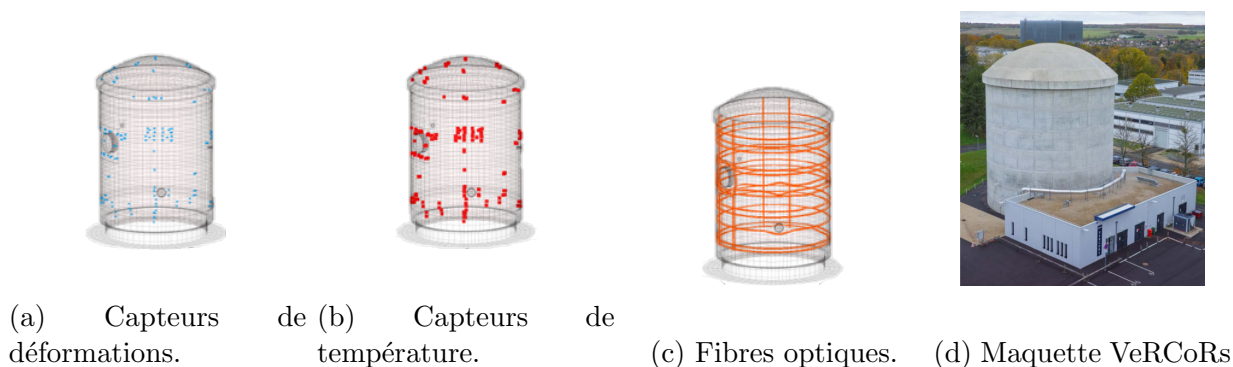 (a) Capteurs de
déformations.
(b) Capteurs de
température.
(c) Fibres optiques.
(d) Maquette VeRCoRs